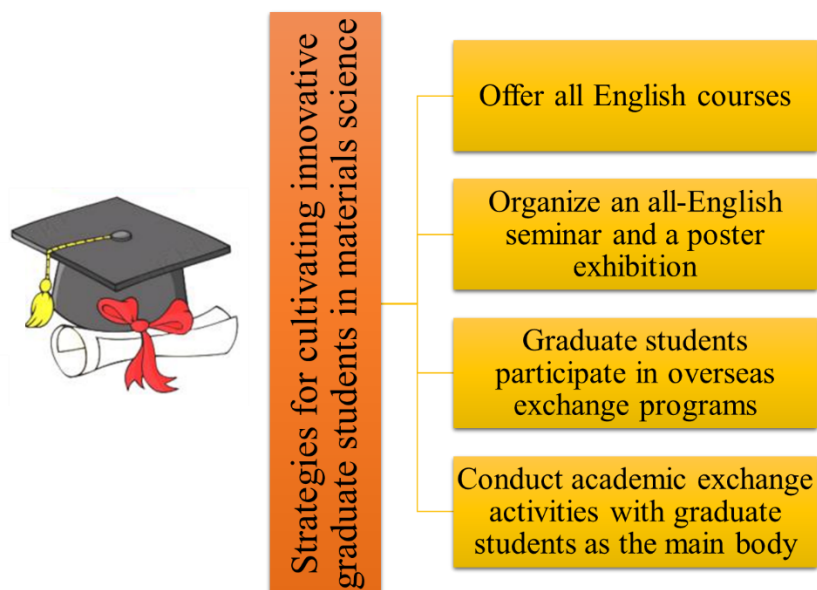 Strategies for cultivating innovative
graduate students in materials science
Offer all English courses
Organize an all-English
seminar and a poster
exhibition
Graduate students
participate in overseas
exchange programs
Conduct academic exchange
activities with graduate
students as the main body